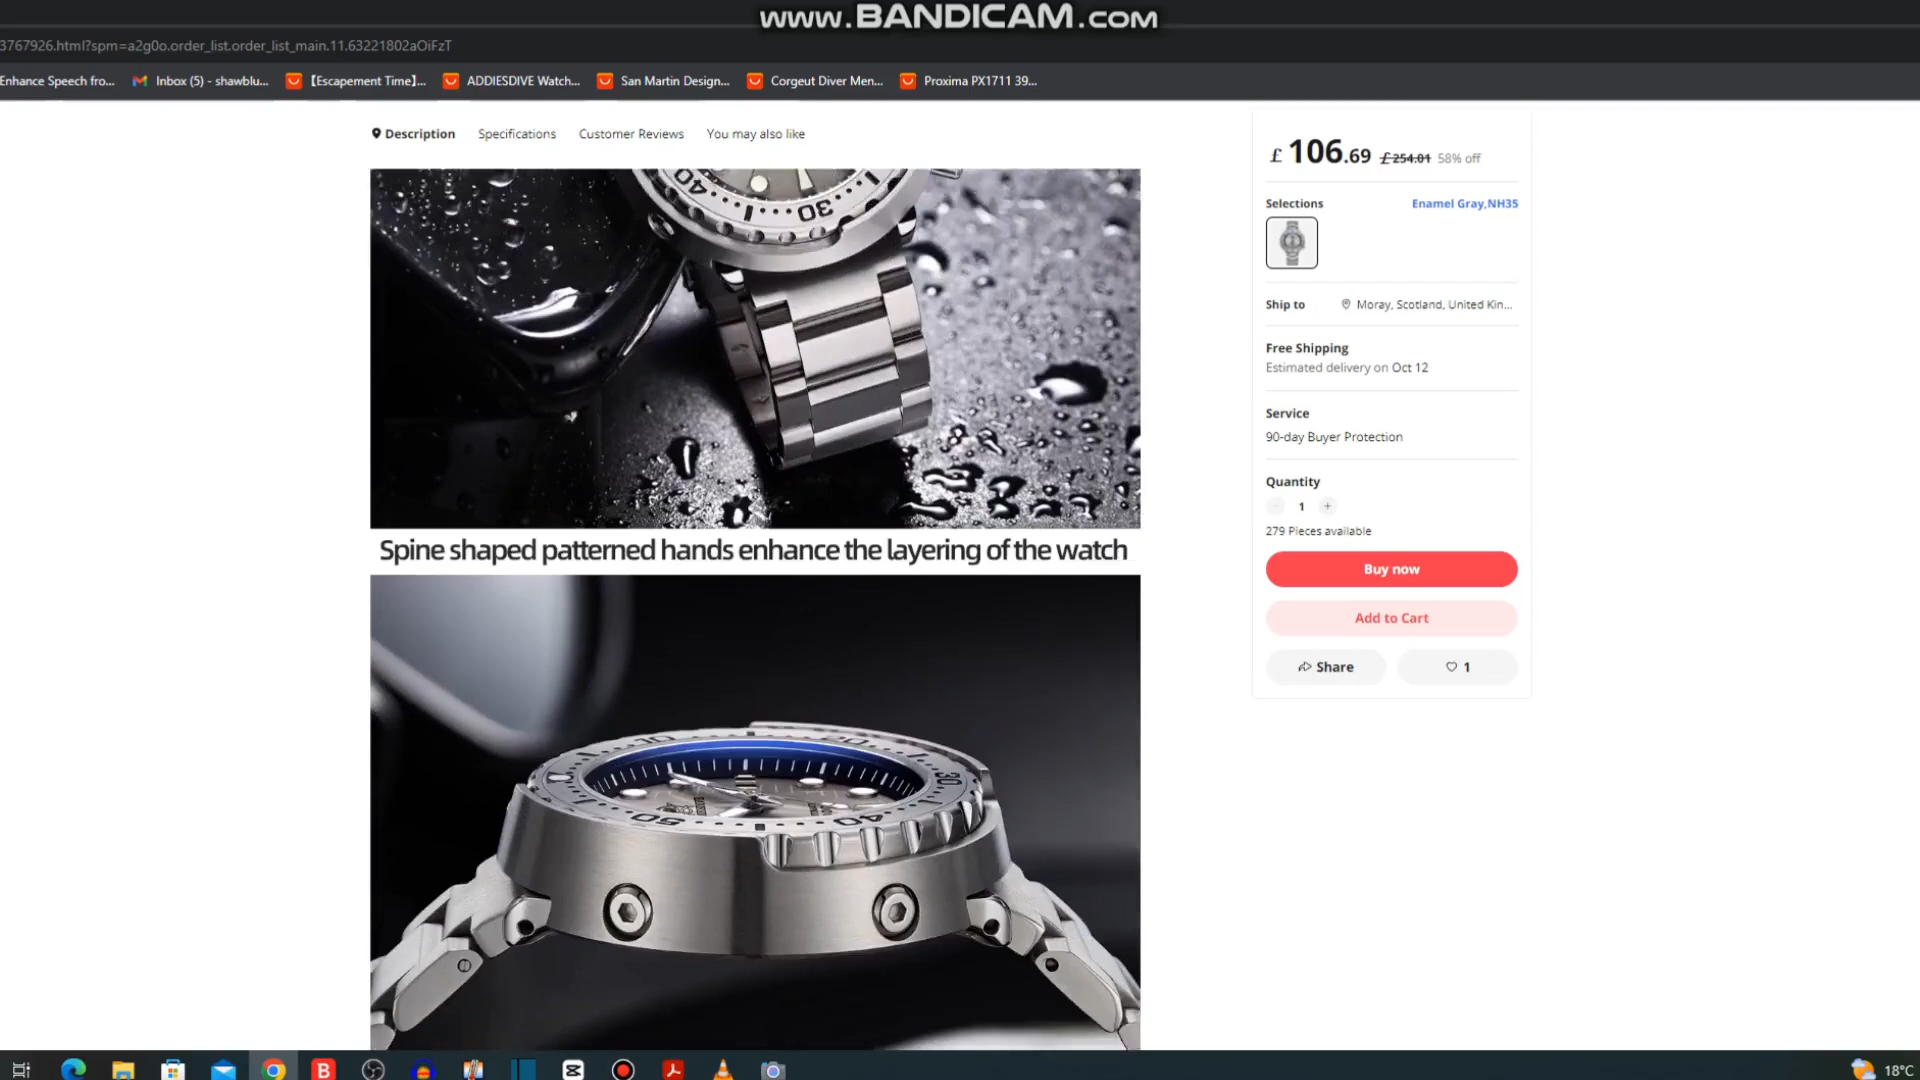 www.BANDICAM.com
3767926.html?spm=a2g0o.order_list.order_list_main.11.63221802aOiFzT
Enhance Speech fro... Inbox (5) - shawblu... 【Escapement Time】... ADDIESDIVE Watch... San Martin Design... Corgeut Diver Men... Proxima PX1711 39...
Description Specifications Customer Reviews You may also like
£ 106.69 £254.01 58% off
Selections Enamel Gray,NH35
Ship to Moray, Scotland, United Kin...
Free Shipping
Estimated delivery on Oct 12
Service
90-day Buyer Protection
Quantity
- 1 +
279 Pieces available
Buy now
Add to Cart
Share 1
40 30
Spine shaped patterned hands enhance the layering of the watch
10 20 30
50 40
18°C